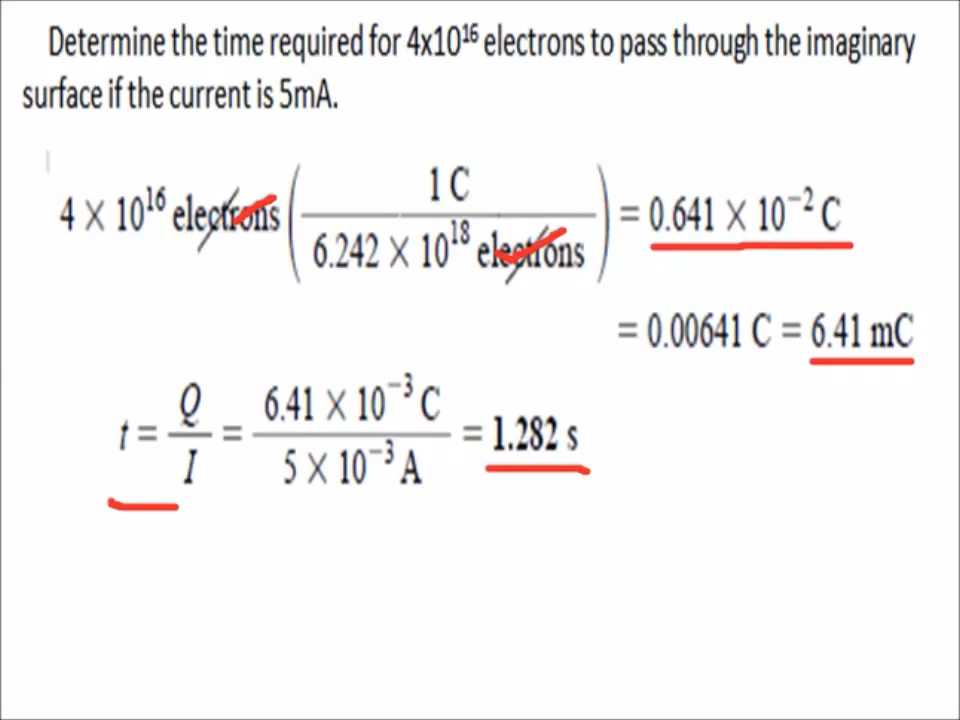 Determine the time required for 4x10¹⁶ electrons to pass through the imaginary
surface if the current is 5mA.
4 × 10¹⁶ electrons ( 1 C / 6.242 × 10¹⁸ electrons ) = 0.641 × 10⁻² C
= 0.00641 C = 6.41 mC
t = Q / I = 6.41 × 10⁻³ C / 5 × 10⁻³ A = 1.282 s